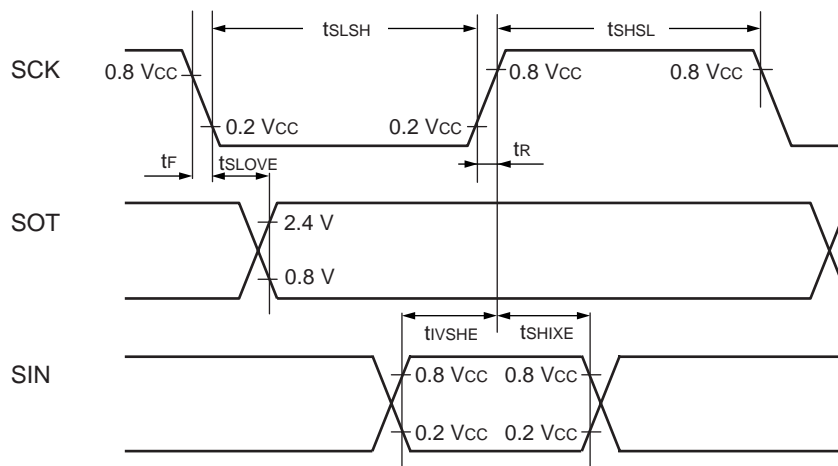 tSLSH
tSHSL
SCK
0.8 VCC
0.8 VCC
0.8 VCC
0.2 VCC
0.2 VCC
tF
tSLOVE
tR
SOT
2.4 V
0.8 V
tIVSHE
tSHIXE
SIN
0.8 VCC
0.8 VCC
0.2 VCC
0.2 VCC